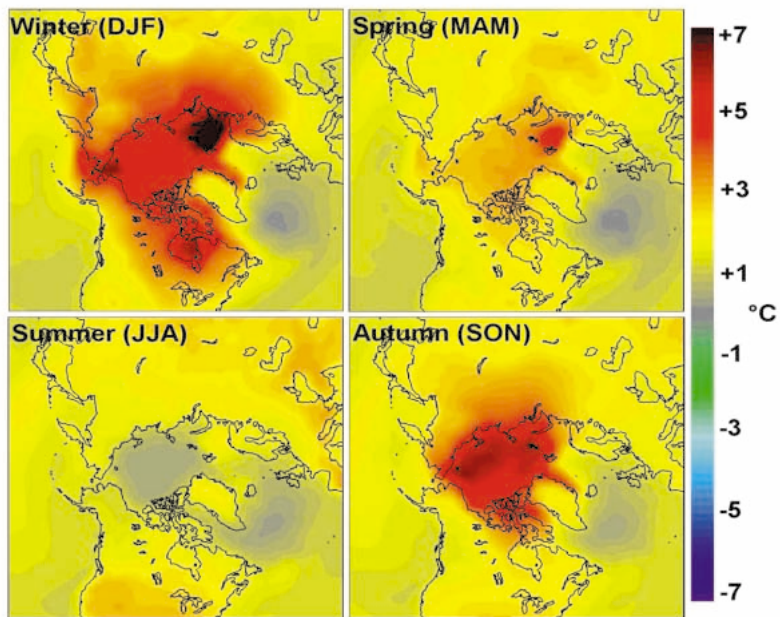 Winter (DJF)
Spring (MAM)
Summer (JJA)
Autumn (SON)
+7
+5
+3
+1
°C
-1
-3
-5
-7